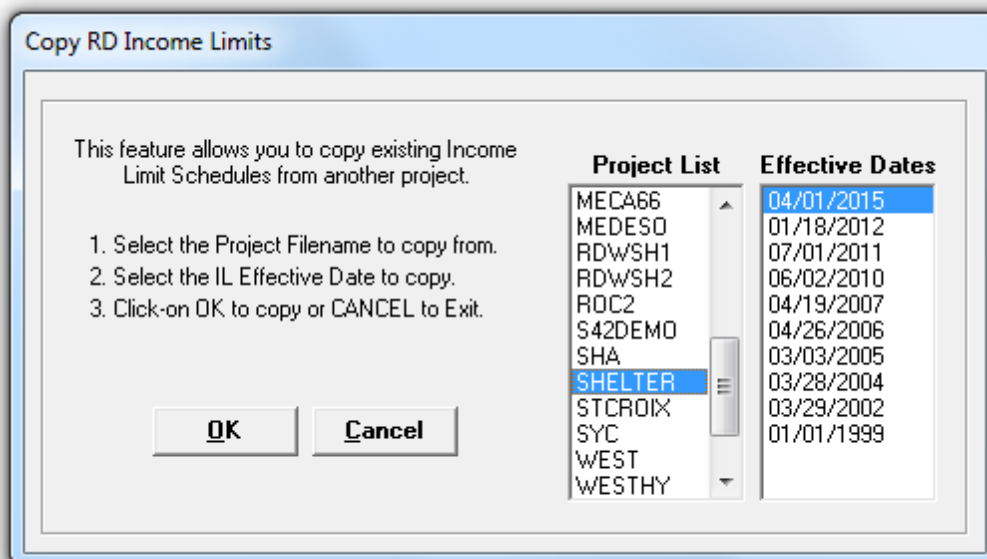 Copy RD Income Limits
This feature allows you to copy existing Income
Limit Schedules from another project.
1. Select the Project Filename to copy from.
2. Select the IL Effective Date to copy.
3. Click-on OK to copy or CANCEL to Exit.
OK
Cancel
Project List
MECA66
MEDESO
RDWSH1
RDWSH2
ROC2
S42DEMO
SHA
SHELTER
STCROIX
SYC
WEST
WESTHY
Effective Dates
04/01/2015
01/18/2012
07/01/2011
06/02/2010
04/19/2007
04/26/2006
03/03/2005
03/28/2004
03/29/2002
01/01/1999